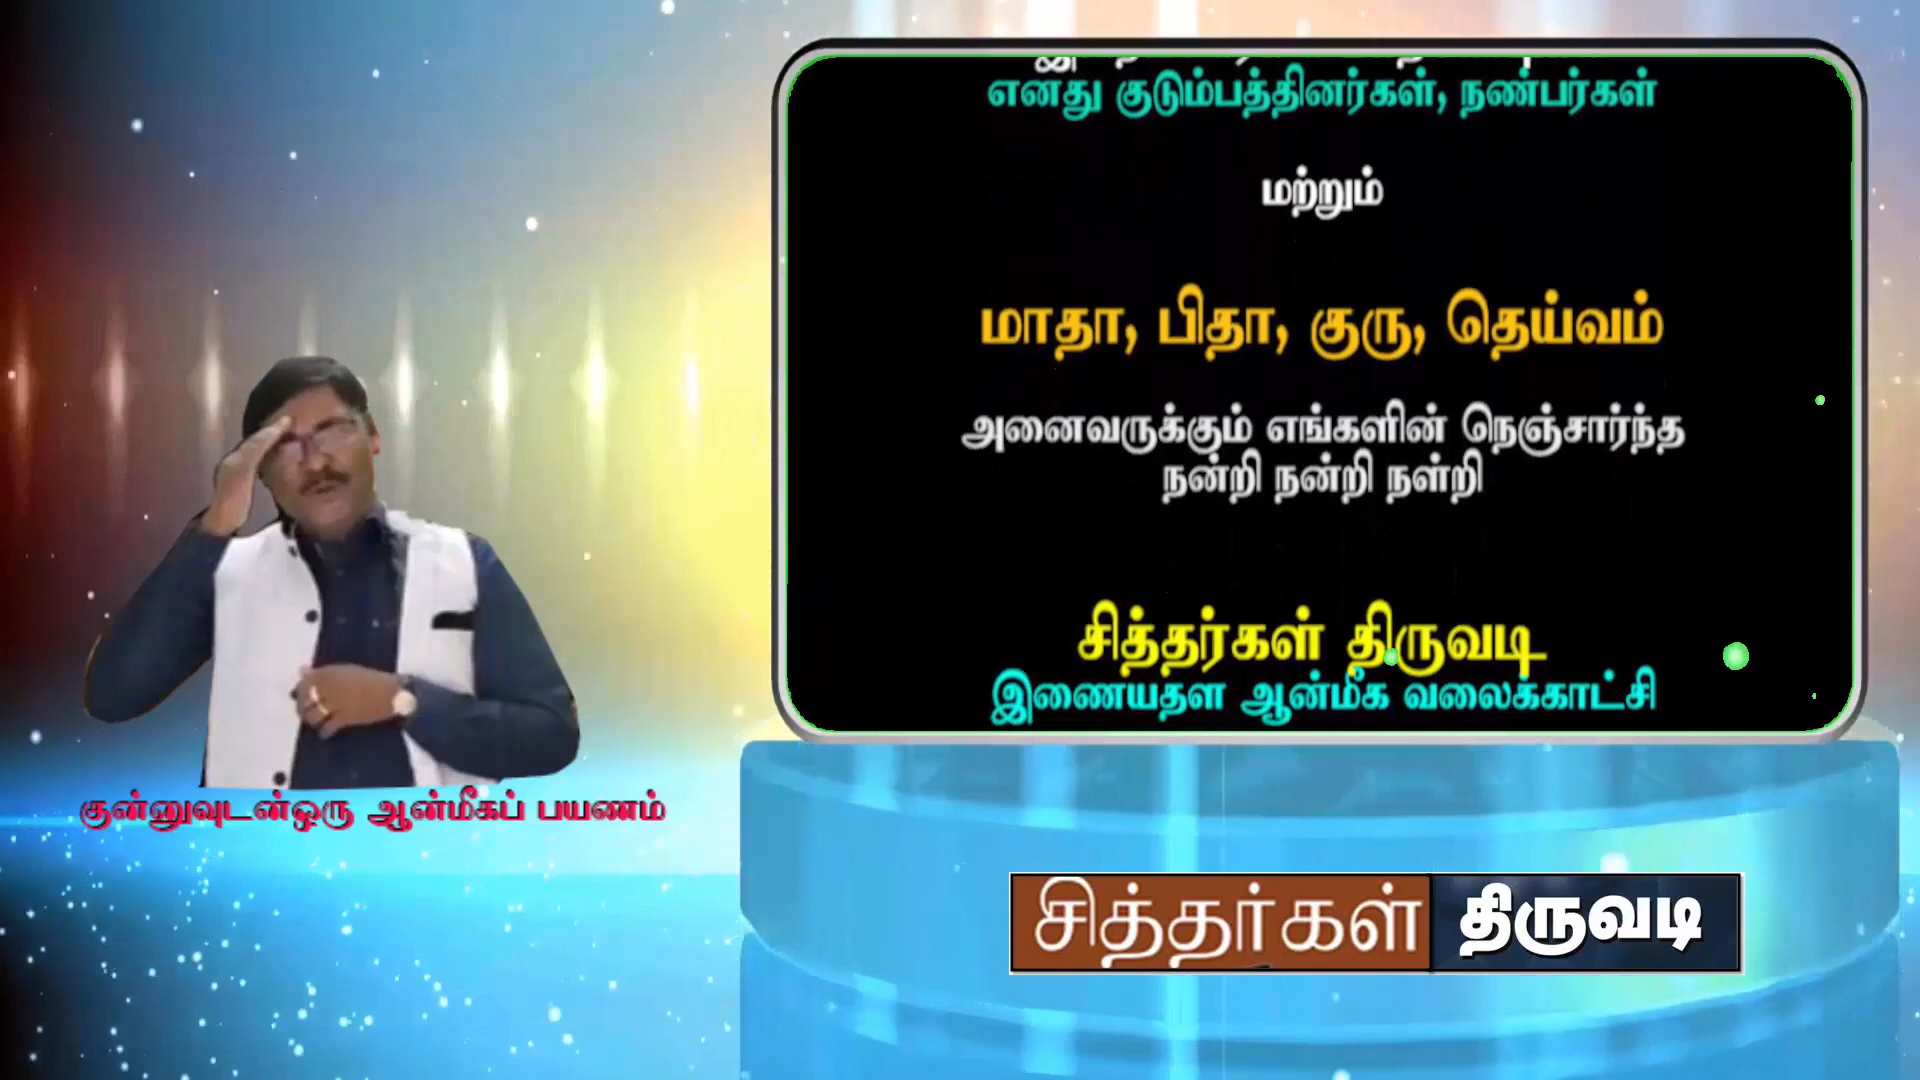 எனது குடும்பத்தினர்கள், நண்பர்கள்
மற்றும்
மாதா, பிதா, குரு, தெய்வம்
அனைவருக்கும் எங்களின் நெஞ்சார்ந்த
நன்றி நன்றி நள்றி
சித்தர்கள் திருவடி
இணையதள ஆன்மீக வலைக்காட்சி
குன்னுவுடன்ஒரு ஆன்மீகப் பயணம்
சித்தர்கள் திருவடி